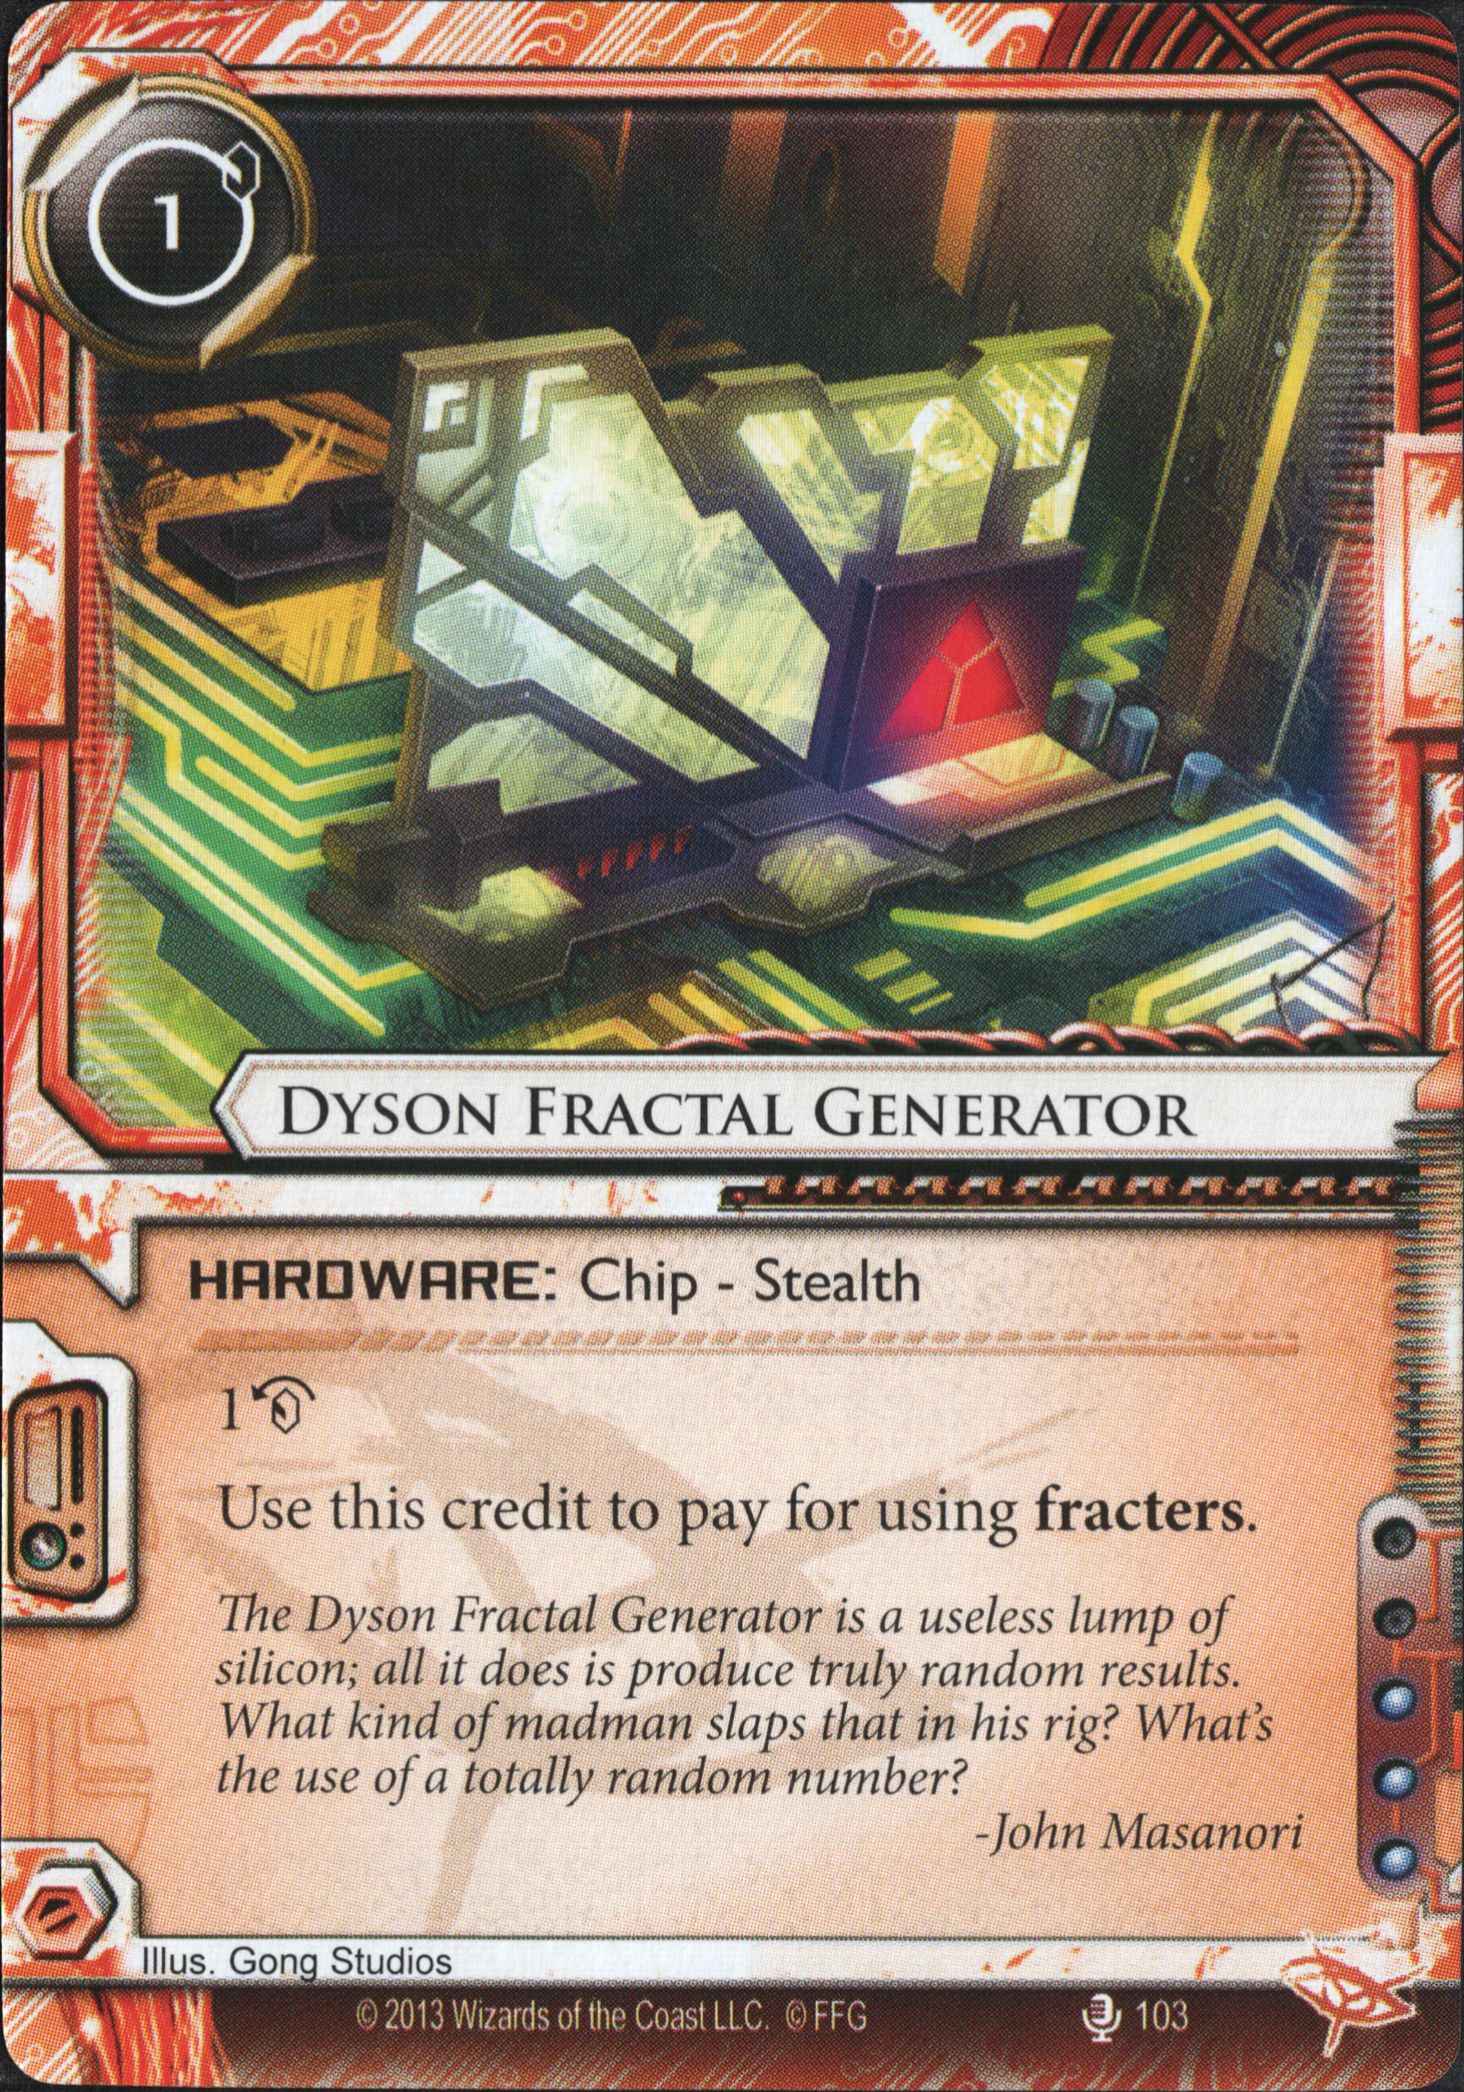 1
DYSON FRACTAL GENERATOR
HARDWARE: Chip - Stealth
1
Use this credit to pay for using fracters.
The Dyson Fractal Generator is a useless lump of
silicon; all it does is produce truly random results.
What kind of madman slaps that in his rig? What's
the use of a totally random number?
-John Masanori
Illus. Gong Studios
© 2013 Wizards of the Coast LLC. © FFG
103